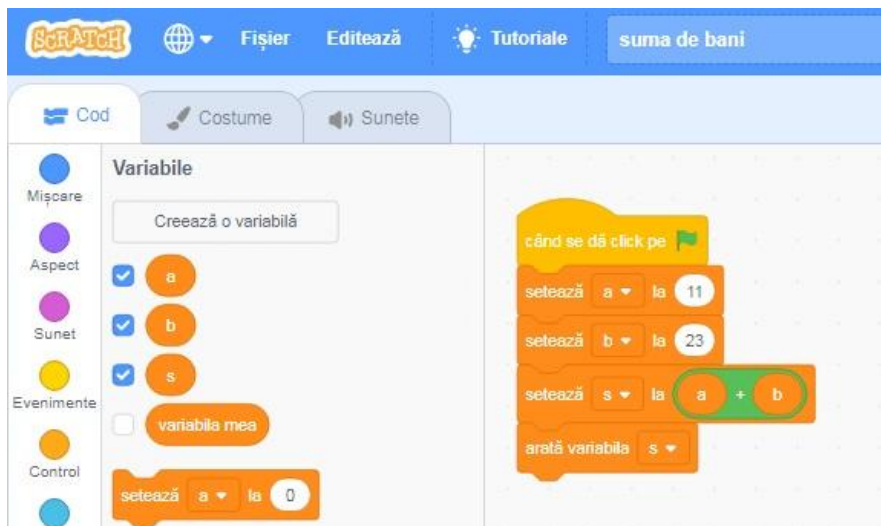 SCRATCH Fișier Editează Tutoriale suma de bani
Cod Costume Sunete
Mișcare
Aspect
Sunet
Evenimente
Control
Variabile
Creează o variabilă
a
b
s
variabila mea
setează a la 0
când se dă click pe
setează a la 11
setează b la 23
setează s la a + b
arată variabila s